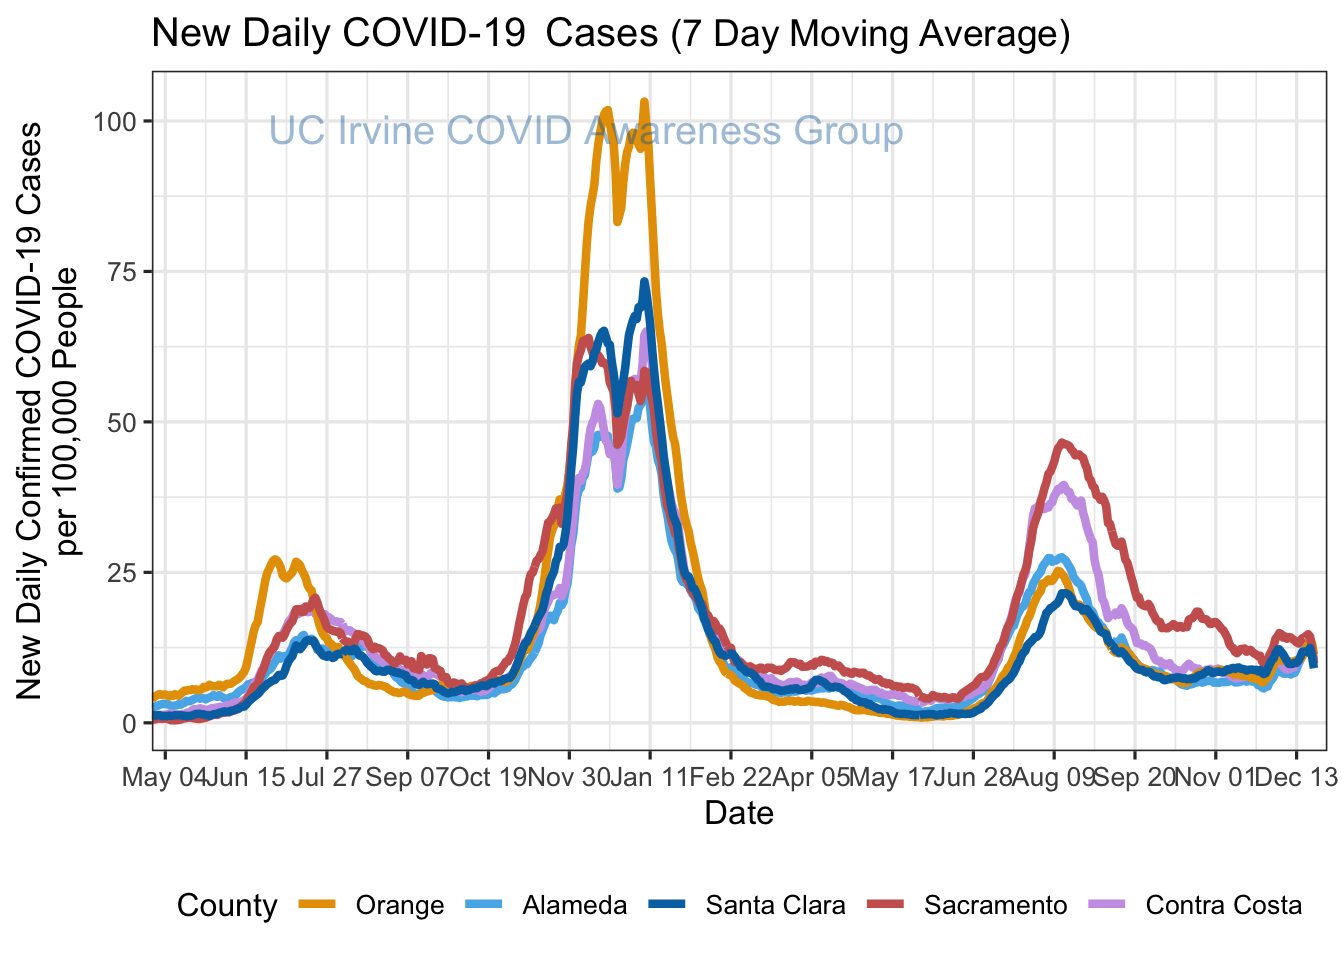 New Daily COVID-19  Cases (7 Day Moving Average)
UC Irvine COVID Awareness Group
New Daily Confirmed COVID-19 Cases
per 100,000 People
100
75
50
25
0
May 04 Jun 15 Jul 27 Sep 07 Oct 19 Nov 30 Jan 11 Feb 22 Apr 05 May 17 Jun 28 Aug 09 Sep 20 Nov 01 Dec 13
Date
County Orange Alameda Santa Clara Sacramento Contra Costa